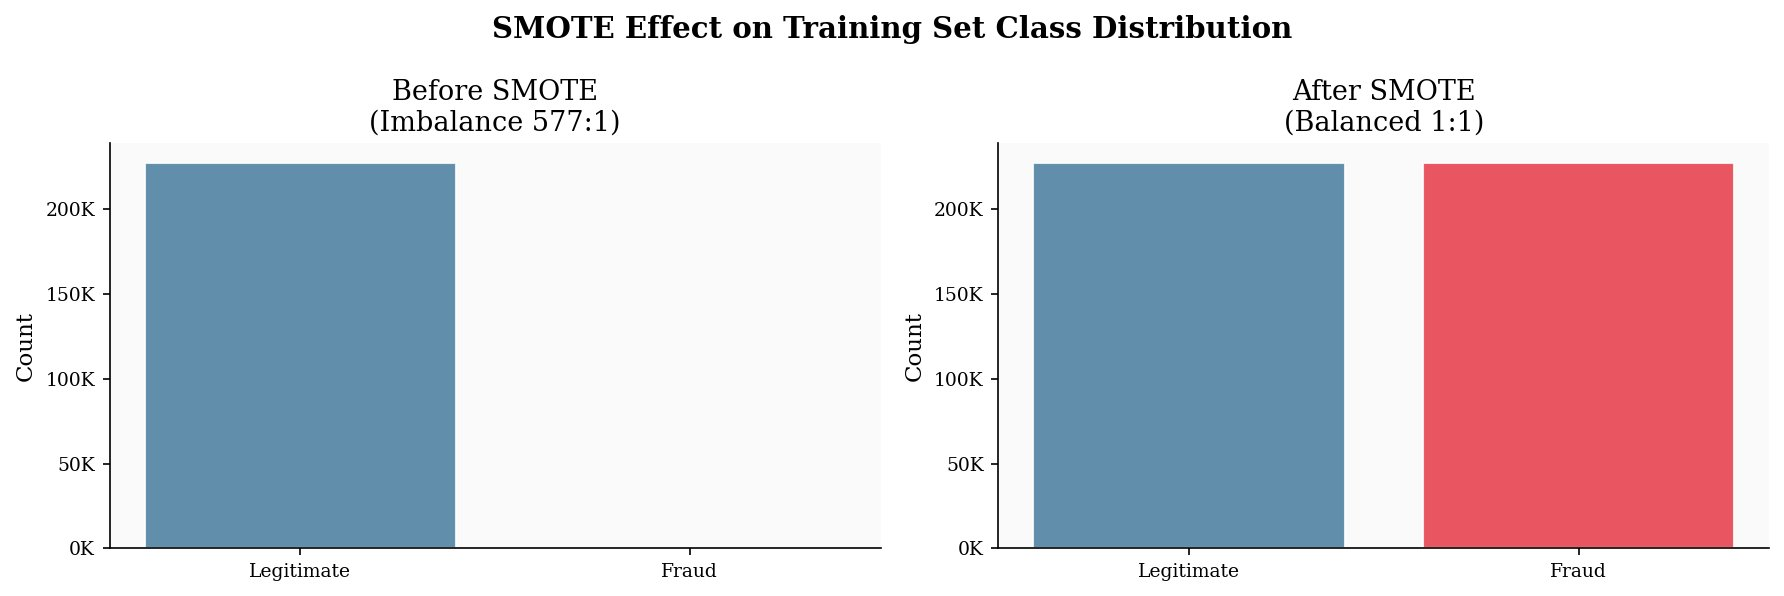 SMOTE Effect on Training Set Class Distribution
Before SMOTE
(Imbalance 577:1)
Count
200K
150K
100K
50K
0K
Legitimate
Fraud
After SMOTE
(Balanced 1:1)
Count
200K
150K
100K
50K
0K
Legitimate
Fraud